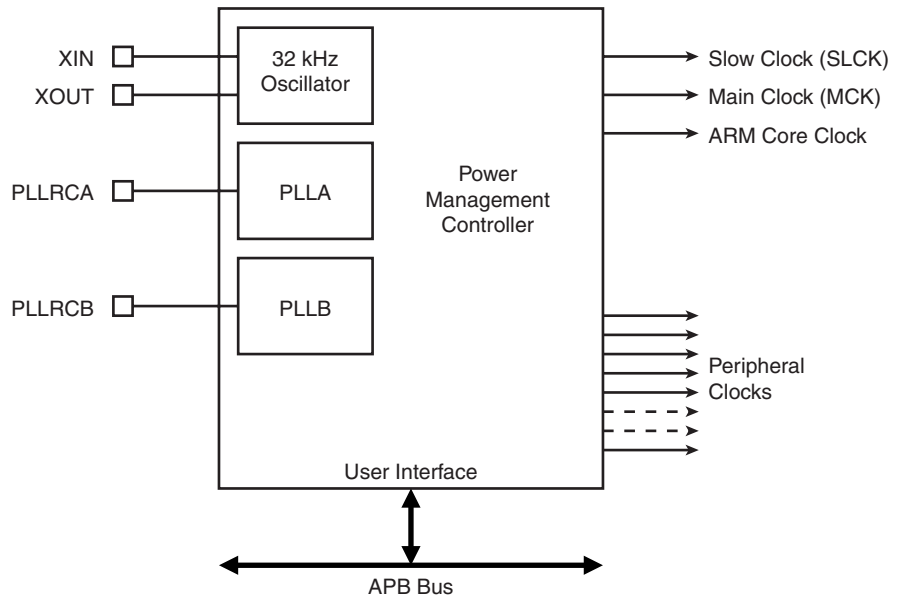 XIN
XOUT
PLLRCA
PLLRCB
32 kHz
Oscillator
PLLA
PLLB
Power
Management
Controller
User Interface
Slow Clock (SLCK)
Main Clock (MCK)
ARM Core Clock
Peripheral
Clocks
APB Bus